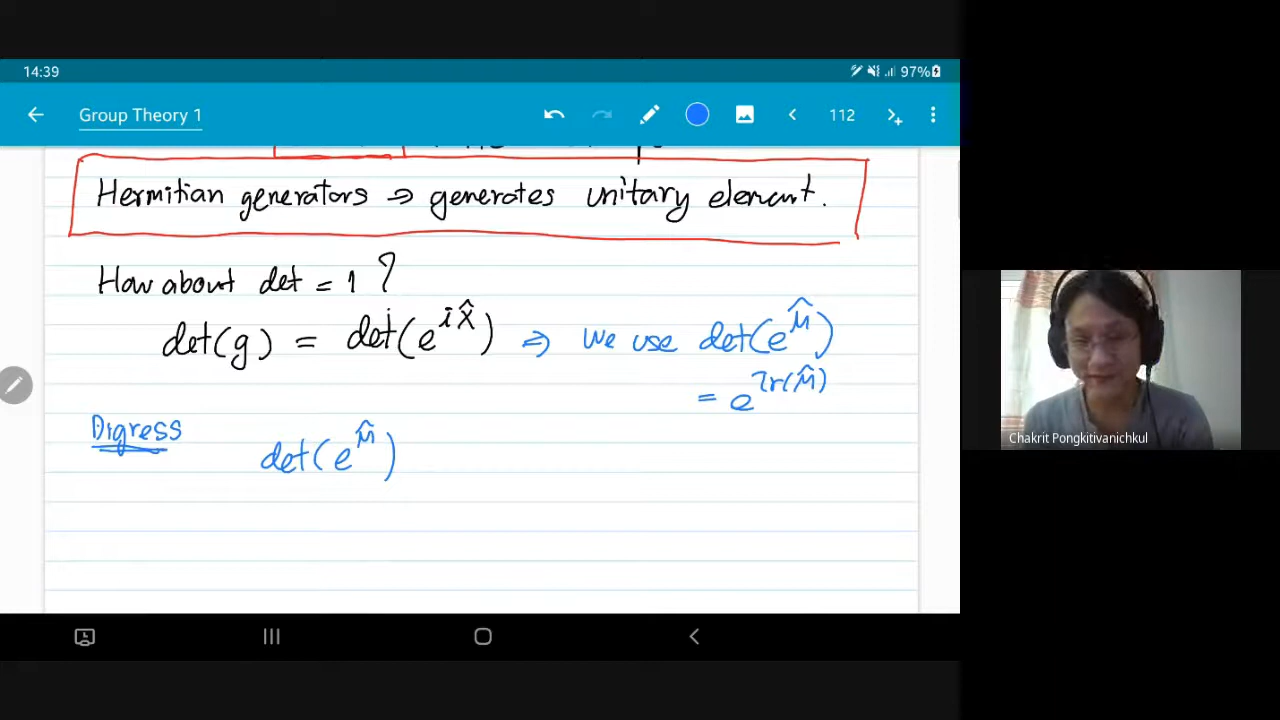 14:39
97%
Group Theory 1
112
Hermitian generators ⇒ generates unitary element.
How about det = 1 ?
det(g) = det(e^{i X̂}) ⇒ We use det(e^{M̂})
= e^{Tr(M̂)}
Digress
det(e^{M̂})
Chakrit Pongkitivanichkul